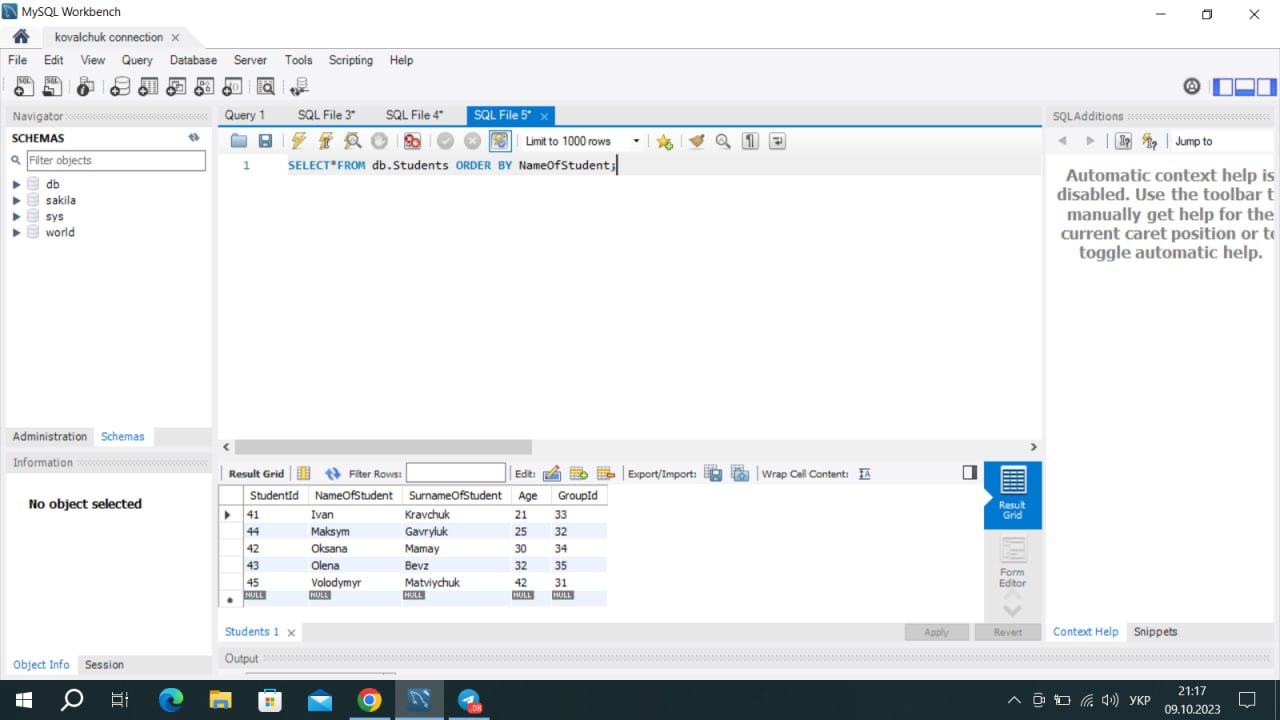 MySQL Workbench
kovalchuk connection
File Edit View Query Database Server Tools Scripting Help
Navigator
SCHEMAS
Filter objects
db
sakila
sys
world
Administration Schemas
Information
No object selected
Object Info Session
Query 1 SQL File 3* SQL File 4* SQL File 5*
Limit to 1000 rows
1 SELECT*FROM db.Students ORDER BY NameOfStudent;
Result Grid Filter Rows: Edit: Export/Import: Wrap Cell Content:
StudentId NameOfStudent SurnameOfStudent Age GroupId
41 Ivan Kravchuk 21 33
44 Maksym Gavryluk 25 32
42 Oksana Mamay 30 34
43 Olena Bevz 32 35
45 Volodymyr Matviychuk 42 31
NULL NULL NULL NULL NULL
Result
Grid
Form
Editor
Students 1
Apply Revert
Output
SQLAdditions
Jump to
Automatic context help is
disabled. Use the toolbar t
manually get help for the
current caret position or to
toggle automatic help.
Context Help Snippets
УКР
21:17
09.10.2023